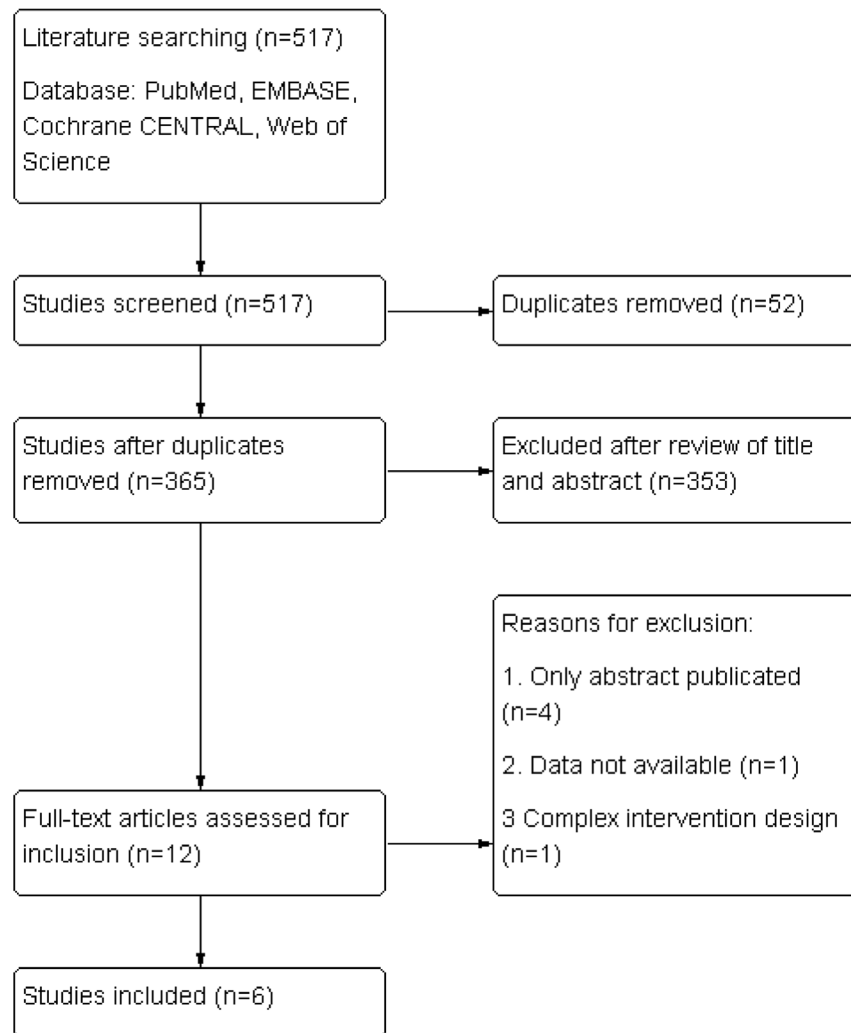 Literature searching (n=517)
Database: PubMed, EMBASE,
Cochrane CENTRAL, Web of
Science
Studies screened (n=517)
Duplicates removed (n=52)
Studies after duplicates
removed (n=365)
Excluded after review of title
and abstract (n=353)
Reasons for exclusion:
1. Only abstract publicated
(n=4)
2. Data not available (n=1)
3 Complex intervention design
(n=1)
Full-text articles assessed for
inclusion (n=12)
Studies included (n=6)